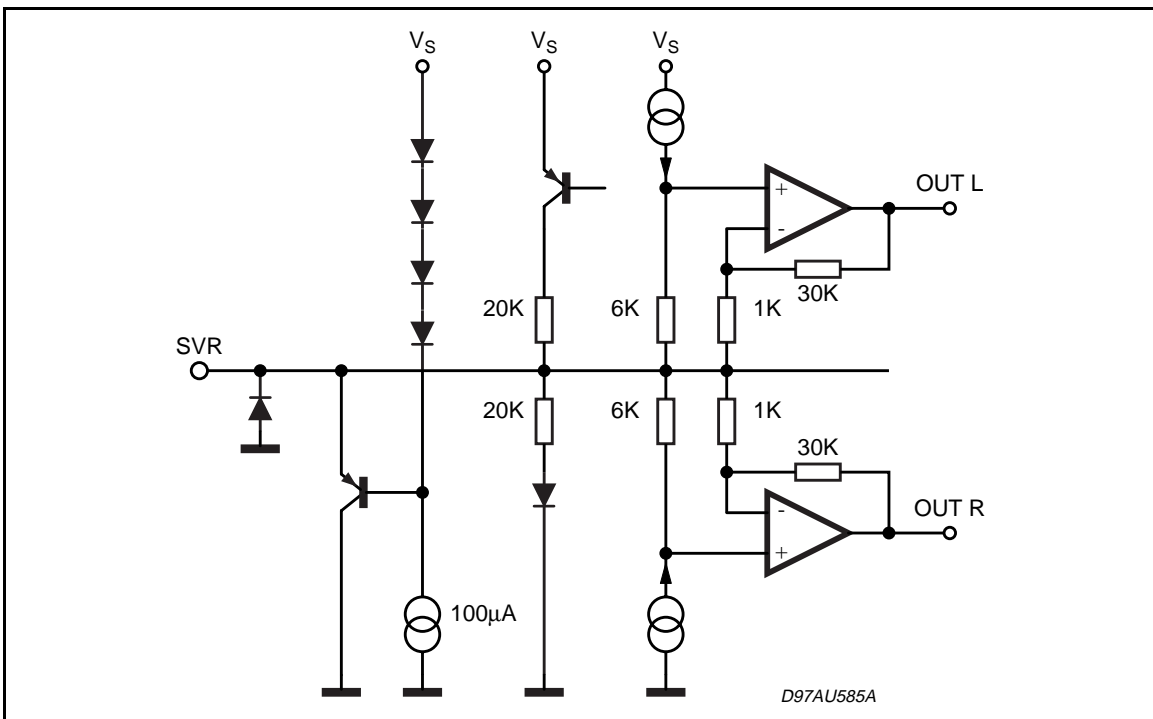 VS VS VS
OUT L
30K
20K 6K 1K
SVR
20K 6K 1K
30K
OUT R
100µA
D97AU585A
+
-
-
+